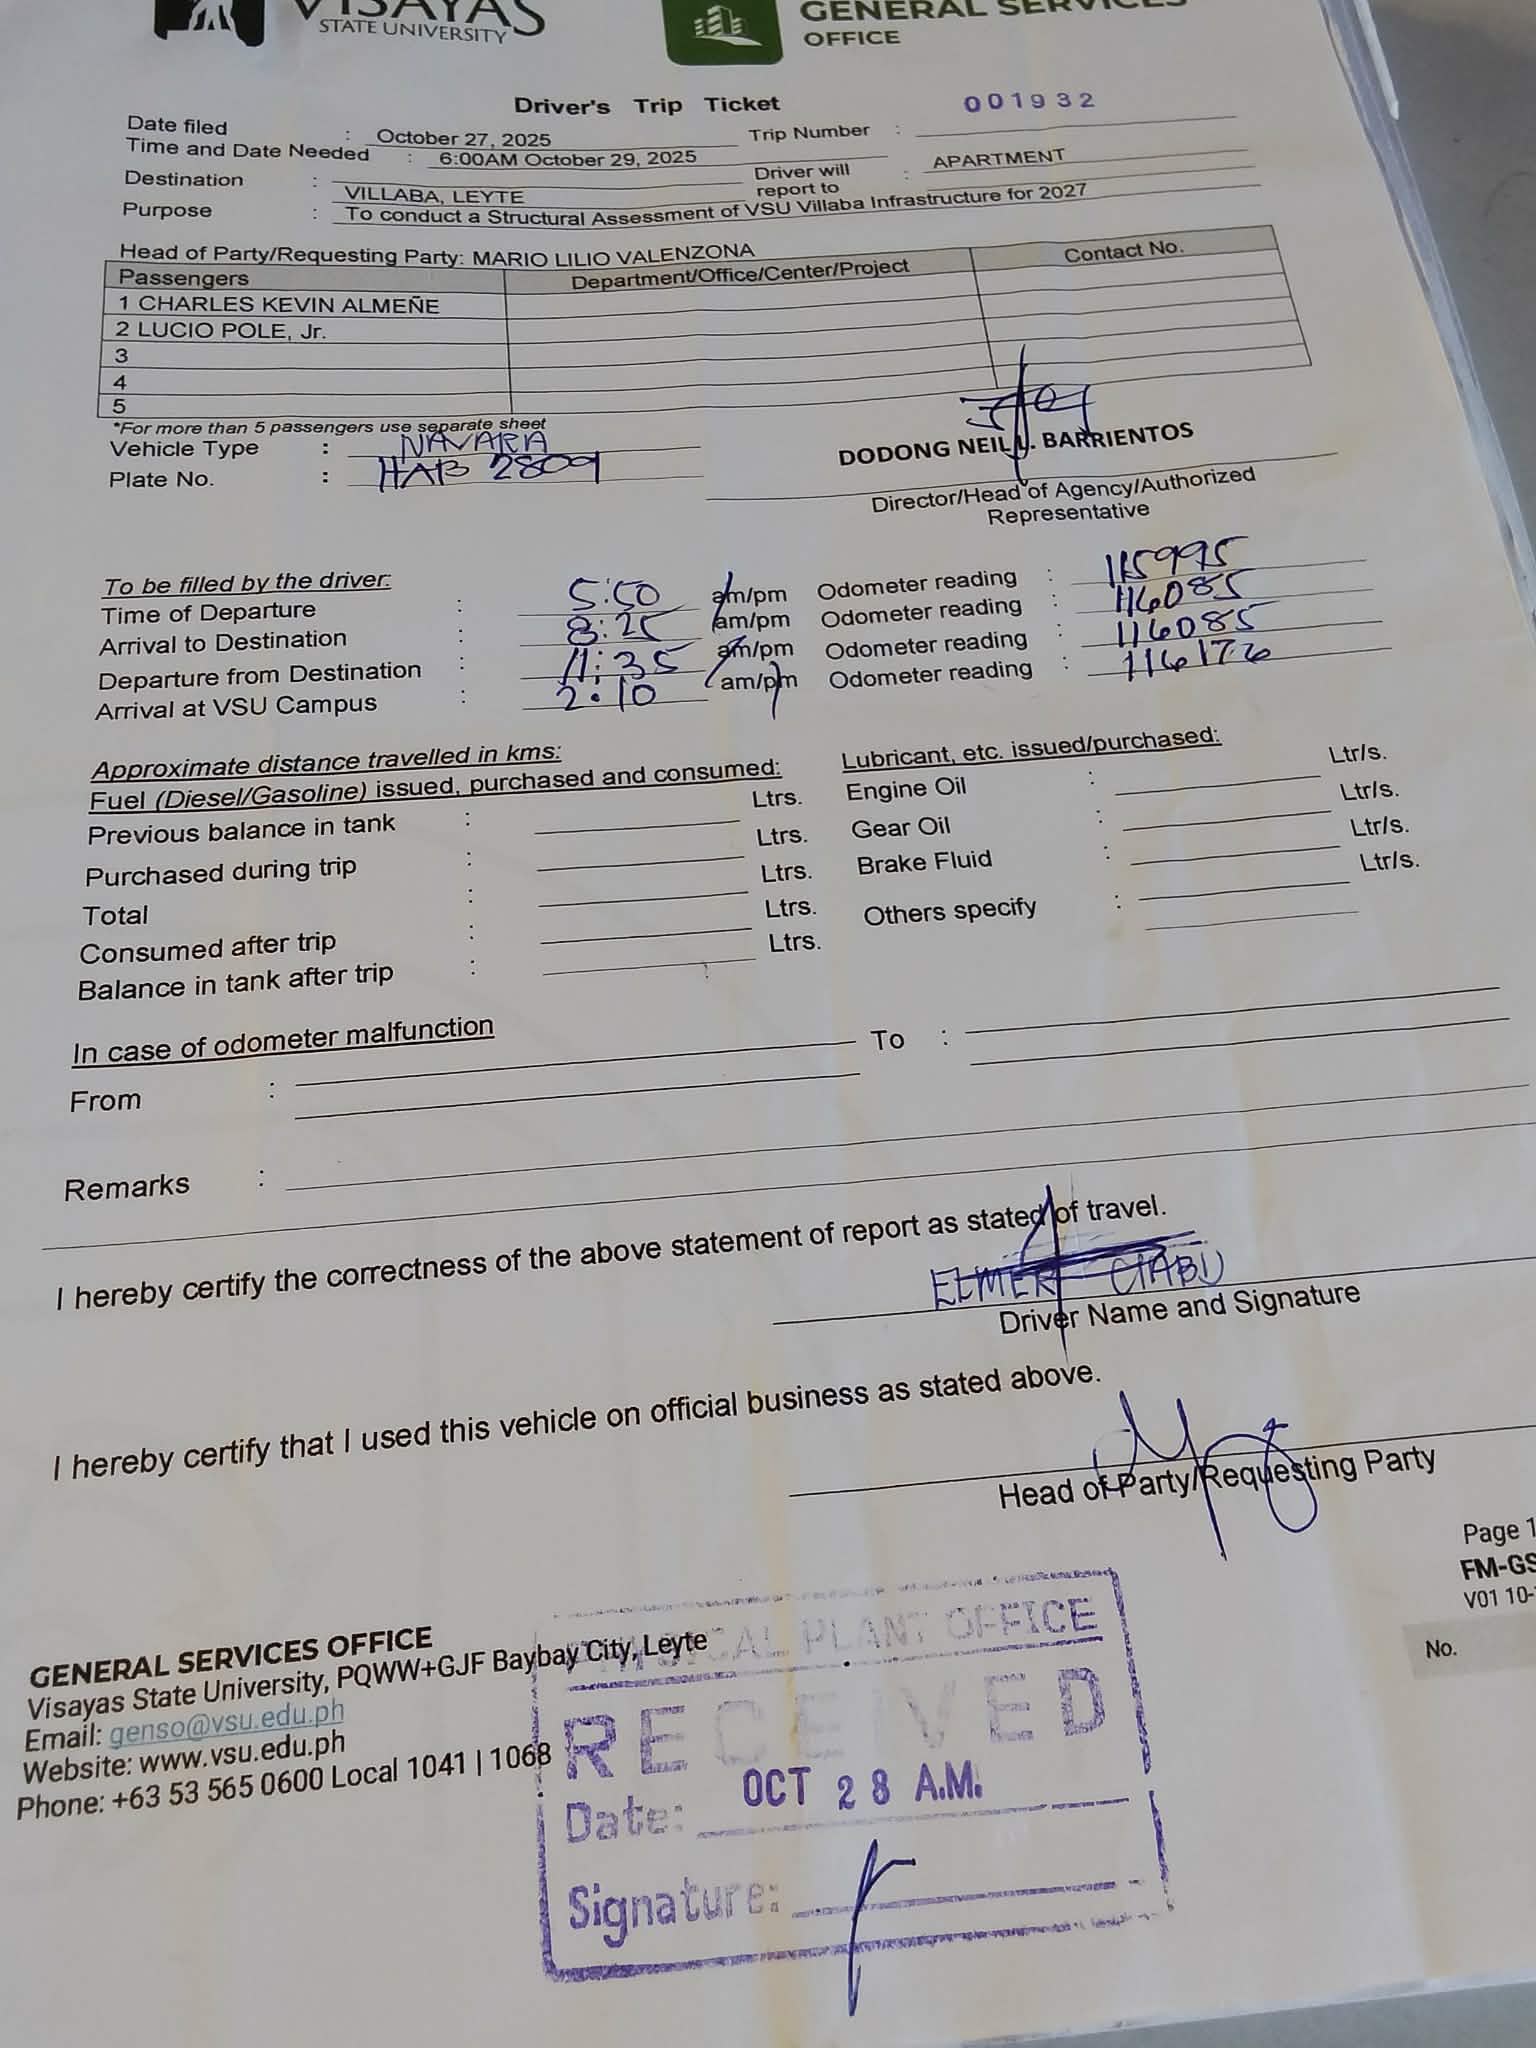 VISAYAS
STATE UNIVERSITY
GENERAL SERVICES
OFFICE
Driver's Trip Ticket
001932
Date filed : October 27, 2025 Trip Number :
Time and Date Needed : 6:00AM October 29, 2025
Driver will report to : APARTMENT
Destination : VILLABA, LEYTE
Purpose : To conduct a Structural Assessment of VSU Villaba Infrastructure for 2027
Head of Party/Requesting Party: MARIO LILIO VALENZONA
Passengers Department/Office/Center/Project Contact No.
1 CHARLES KEVIN ALMEÑE
2 LUCIO POLE, Jr.
3
4
5
*For more than 5 passengers use separate sheet
Vehicle Type : NAVARA
Plate No. : HAB 2809
DODONG NEIL J. BARRIENTOS
Director/Head of Agency/Authorized
Representative
To be filled by the driver:
Time of Departure : 5:50 am/pm Odometer reading : 115995
Arrival to Destination : 8:25 am/pm Odometer reading : 116085
Departure from Destination : 11:35 am/pm Odometer reading : 116085
Arrival at VSU Campus : 2:10 am/pm Odometer reading : 116176
Approximate distance travelled in kms:
Fuel (Diesel/Gasoline) issued, purchased and consumed:
Previous balance in tank : Ltrs.
Purchased during trip : Ltrs.
Total : Ltrs.
Consumed after trip : Ltrs.
Balance in tank after trip : Ltrs.
Lubricant, etc. issued/purchased:
Engine Oil : Ltr/s.
Gear Oil : Ltr/s.
Brake Fluid : Ltr/s.
Others specify : Ltr/s.
In case of odometer malfunction
From : To :
Remarks :
I hereby certify the correctness of the above statement of report as stated of travel.
ELMER
Driver Name and Signature
I hereby certify that I used this vehicle on official business as stated above.
Head of Party/Requesting Party
Page 1
FM-GS
V01 10-
No.
GENERAL SERVICES OFFICE
Visayas State University, PQWW+GJF Baybay City, Leyte
Email: genso@vsu.edu.ph
Website: www.vsu.edu.ph
Phone: +63 53 565 0600 Local 1041 | 1068
PHYSICAL PLANT OFFICE
RECEIVED
Date: OCT 28 A.M.
Signature: